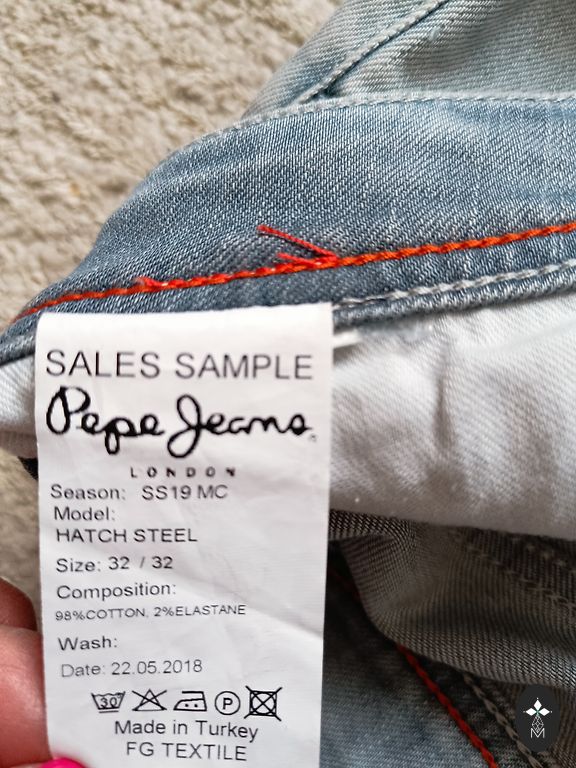 SALES SAMPLE
Pepe Jeans
LONDON
Season: SS19 MC
Model:
HATCH STEEL
Size: 32 / 32
Composition:
98%COTTON, 2%ELASTANE
Wash:
Date: 22.05.2018
30 P
Made in Turkey
FG TEXTILE
M